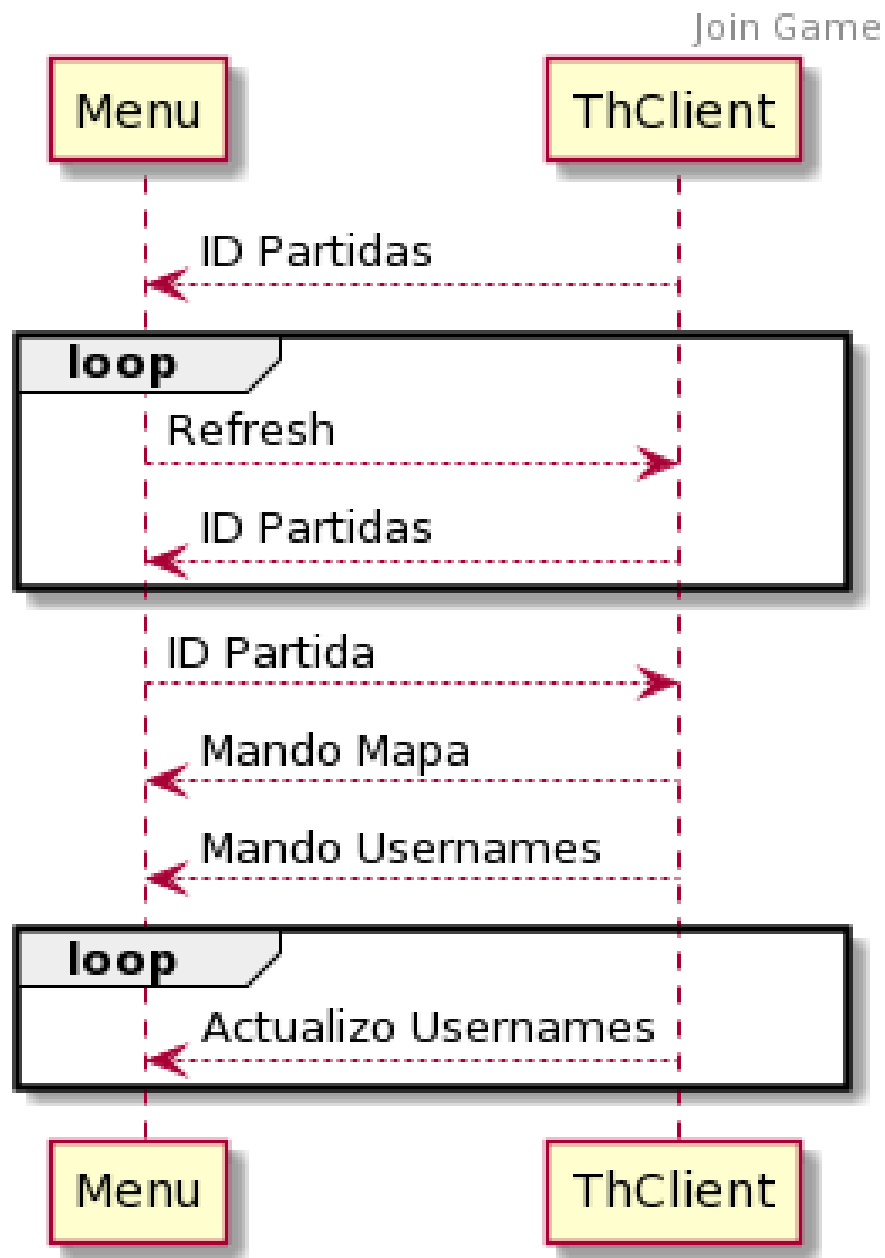 Join Game
Menu
ThClient
ID Partidas
loop
Refresh
ID Partidas
ID Partida
Mando Mapa
Mando Usernames
loop
Actualizo Usernames
Menu
ThClient